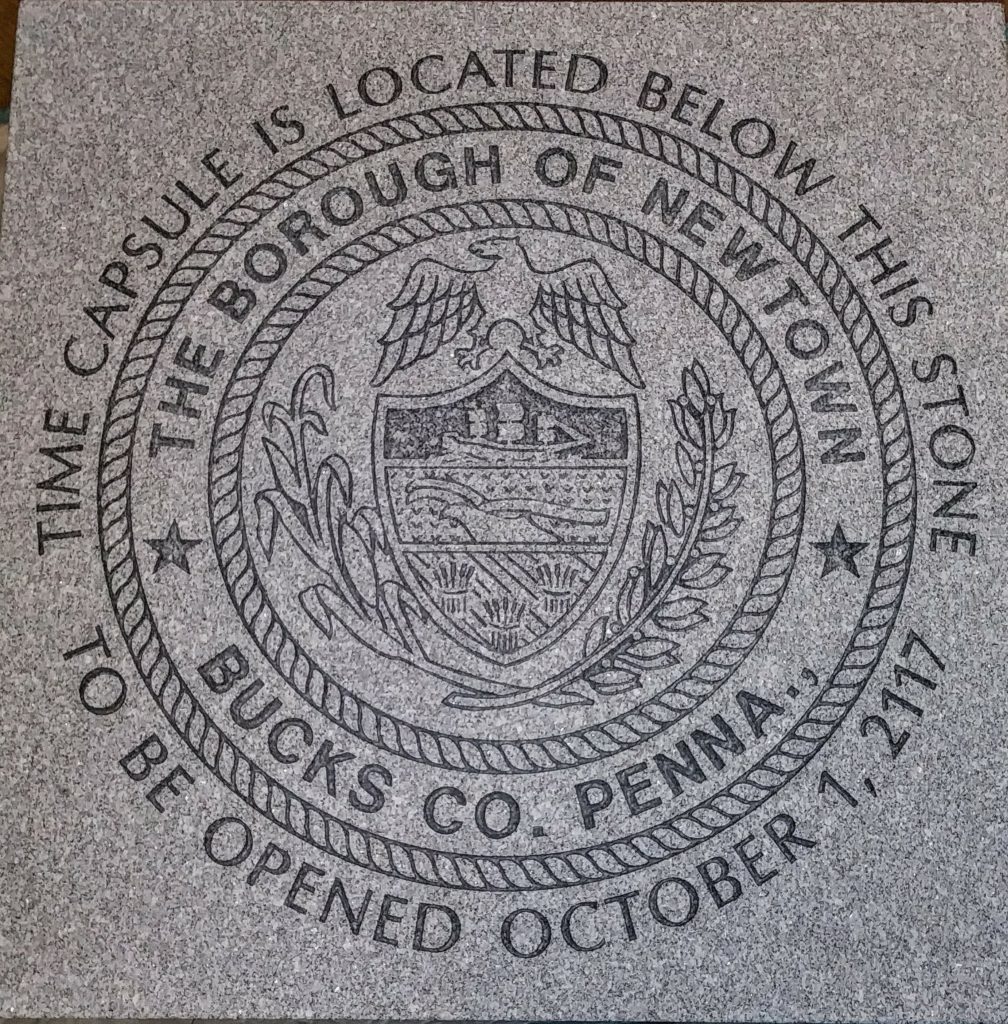 TIME CAPSULE IS LOCATED BELOW THIS STONE
THE BOROUGH OF NEWTOWN
BUCKS CO. PENNA.,
TO BE OPENED OCTOBER 1, 2117